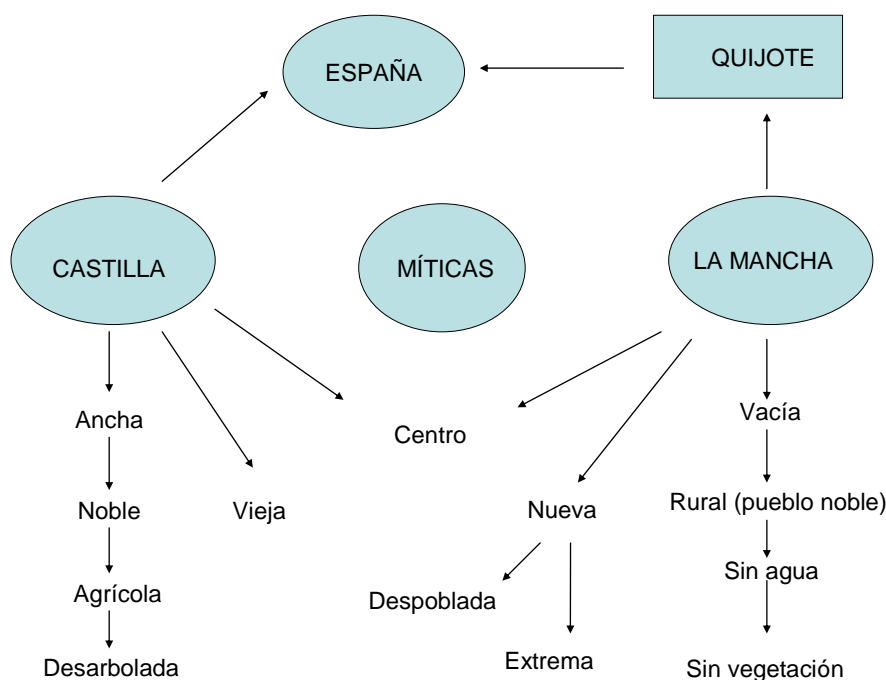 ESPAÑA
QUIJOTE
CASTILLA
MÍTICAS
LA MANCHA
Ancha
Centro
Vacía
Noble
Vieja
Nueva
Rural (pueblo noble)
Agrícola
Despoblada
Sin agua
Desarbolada
Extrema
Sin vegetación